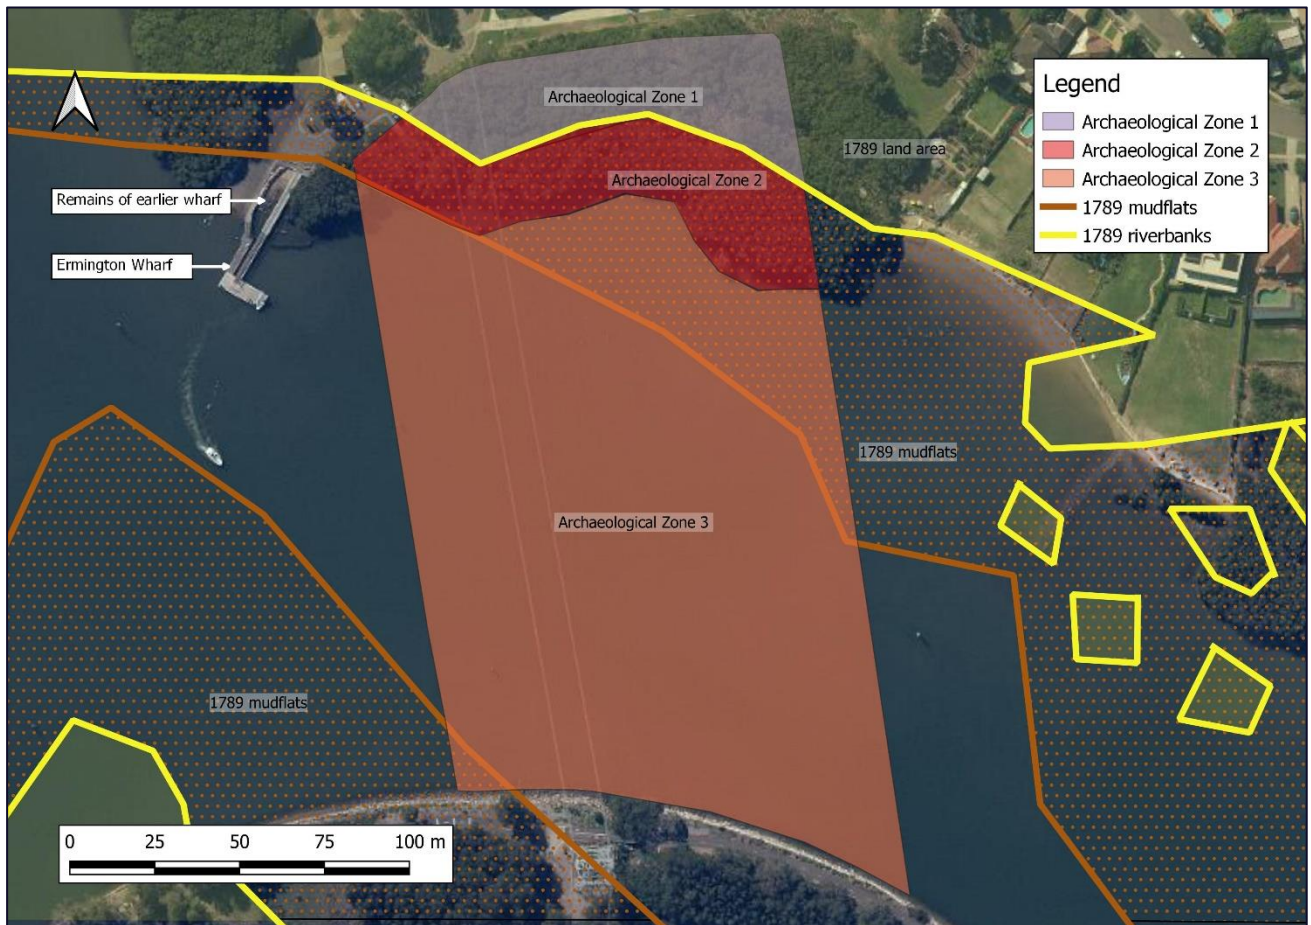 Archaeological Zone 1
1789 land area
Archaeological Zone 2
Remains of earlier wharf
Ermington Wharf
Legend
Archaeological Zone 1
Archaeological Zone 2
Archaeological Zone 3
1789 mudflats
1789 riverbanks
1789 mudflats
Archaeological Zone 3
1789 mudflats
0 25 50 75 100 m